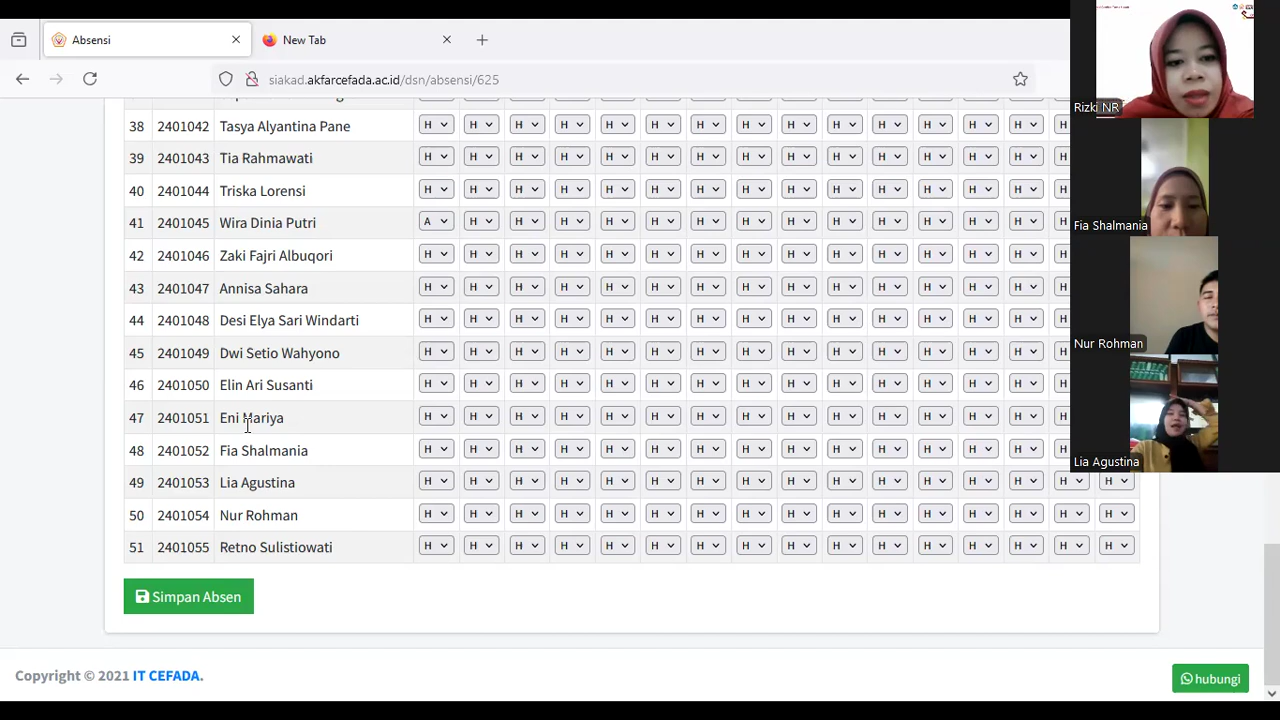 Absensi
New Tab
siakad.akfarcefada.ac.id/dsn/absensi/625
38 2401042 Tasya Alyantina Pane H H H H H H H H H H H H H H H
39 2401043 Tia Rahmawati H H H H H H H H H H H H H H H
40 2401044 Triska Lorensi H H H H H H H H H H H H H H H
41 2401045 Wira Dinia Putri A H H H H H H H H H H H H H H
42 2401046 Zaki Fajri Albuqori H H H H H H H H H H H H H H H
43 2401047 Annisa Sahara H H H H H H H H H H H H H H H
44 2401048 Desi Elya Sari Windarti H H H H H H H H H H H H H H H
45 2401049 Dwi Setio Wahyono H H H H H H H H H H H H H H H
46 2401050 Elin Ari Susanti H H H H H H H H H H H H H H H
47 2401051 Eni Mariya H H H H H H H H H H H H H H H
48 2401052 Fia Shalmania H H H H H H H H H H H H H H H
49 2401053 Lia Agustina H H H H H H H H H H H H H H H H
50 2401054 Nur Rohman H H H H H H H H H H H H H H H H
51 2401055 Retno Sulistiowati H H H H H H H H H H H H H H H H
Simpan Absen
Copyright © 2021 IT CEFADA.
hubungi
Rizki NR
Fia Shalmania
Nur Rohman
Lia Agustina